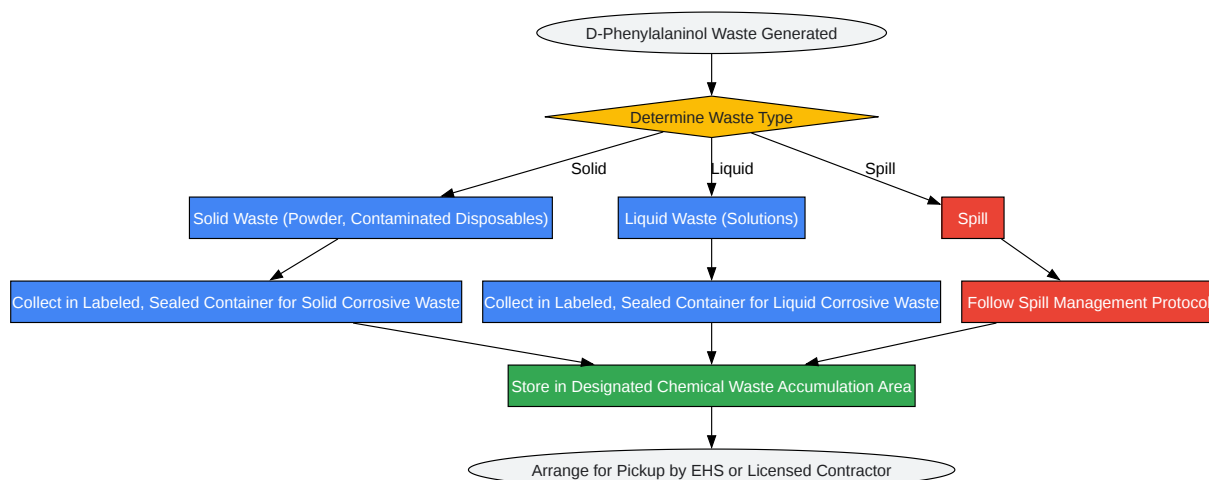 D-Phenylalaninol Waste Generated
Determine Waste Type
Solid
Liquid
Spill
Solid Waste (Powder, Contaminated Disposables)
Liquid Waste (Solutions)
Spill
Collect in Labeled, Sealed Container for Solid Corrosive Waste
Collect in Labeled, Sealed Container for Liquid Corrosive Waste
Follow Spill Management Protocol
Store in Designated Chemical Waste Accumulation Area
Arrange for Pickup by EHS or Licensed Contractor